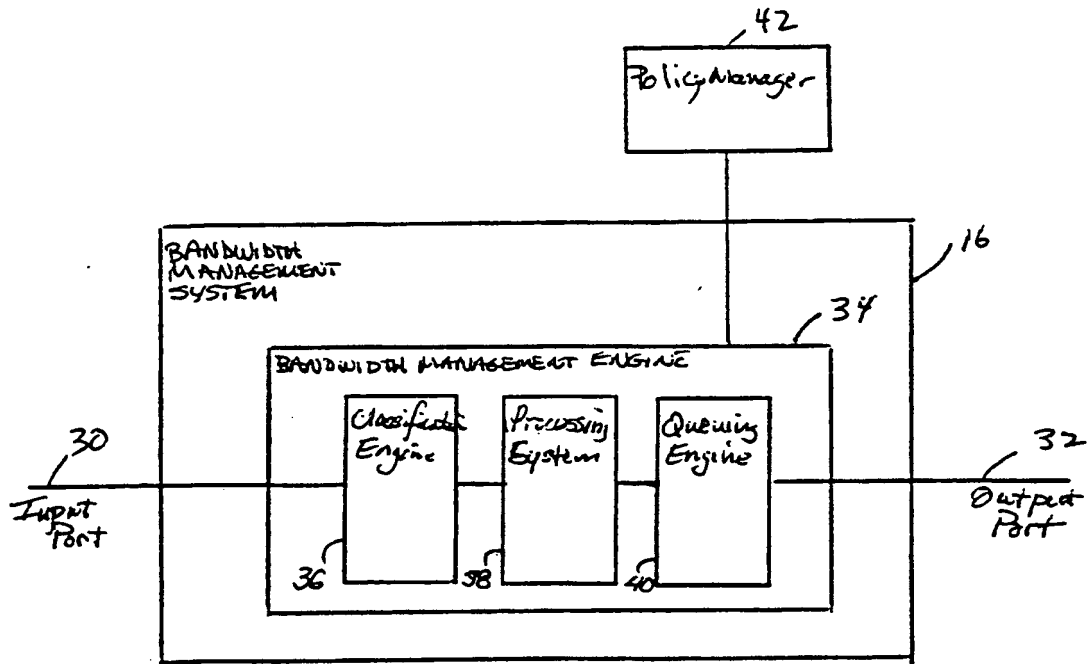 42
Policy Manager
BANDWIDTH
MANAGEMENT
SYSTEM
16
34
BANDWIDTH MANAGEMENT ENGINE
Classification
Engine
Processing
System
Queuing
Engine
30
Input
Port
32
Output
Port
36
38
40